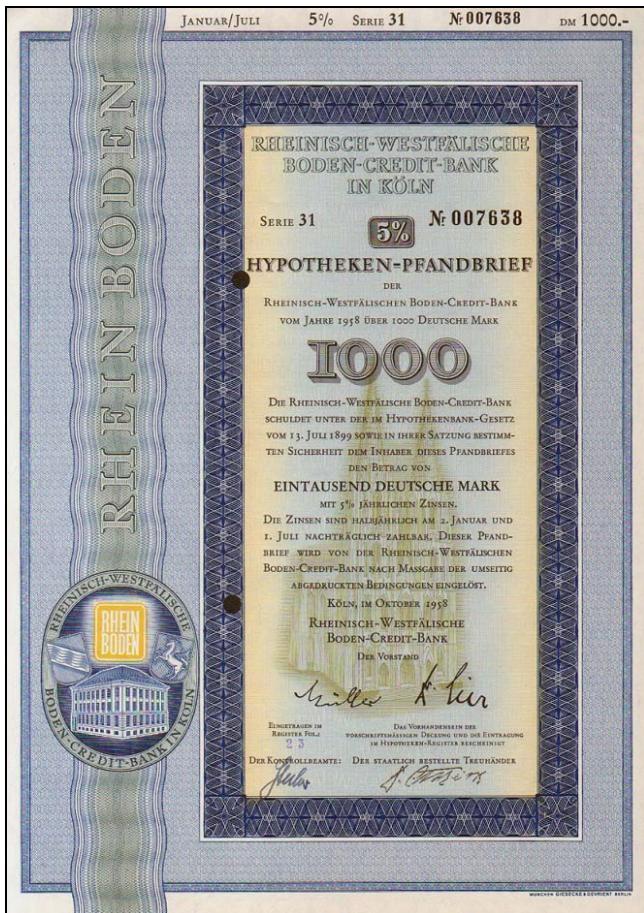 JANUAR/JULI 5% SERIE 31 Nr 007638 DM 1000.-
RHEIN BODEN
RHEINISCH-WESTFÄLISCHE
BODEN-CREDIT-BANK
IN KÖLN
SERIE 31 5% Nr 007638
HYPOTHEKEN-PFANDBRIEF
DER
RHEINISCH-WESTFÄLISCHEN BODEN-CREDIT-BANK
VOM JAHRE 1958 ÜBER 1000 DEUTSCHE MARK
1000
DIE RHEINISCH-WESTFÄLISCHE BODEN-CREDIT-BANK
SCHULDET UNTER DER IM HYPOTHEKENBANK-GESETZ
VOM 13. JULI 1899 SOWIE IN IHRER SATZUNG BESTIMM-
TEN SICHERHEIT DEM INHABER DIESES PFANDBRIEFES
DEN BETRAG VON
EINTAUSEND DEUTSCHE MARK
MIT 5% JÄHRLICHEN ZINSEN.
DIE ZINSEN SIND HALBJÄHRLICH AM 2. JANUAR UND
1. JULI NACHTRÄGLICH ZAHLBAR. DIESER PFAND-
BRIEF WIRD VON DER RHEINISCH-WESTFÄLISCHEN
BODEN-CREDIT-BANK NACH MASSGABE DER UMSEITIG
ABGEDRUCKTEN BEDINGUNGEN EINGELÖST.
KÖLN, IM OKTOBER 1958
RHEINISCH-WESTFÄLISCHE
BODEN-CREDIT-BANK
DER VORSTAND
Müller
EINGETRAGEN IM
REGISTER FOL.:
23
DAS VORHANDENSEIN DER
VORSCHRIFTSMÄSSIGEN DECKUNG UND DIE EINTRAGUNG
IM HYPOTHEKEN-REGISTER BESCHEINIGT
DER KONTROLLBEAMTE: DER STAATLICH BESTELLTE TREUHÄNDER
RHEINISCH-WESTFÄLISCHE
RHEIN
BODEN
BODEN-CREDIT-BANK IN KÖLN
MÜNCHEN GIESECKE & DEVRIENT BERLIN